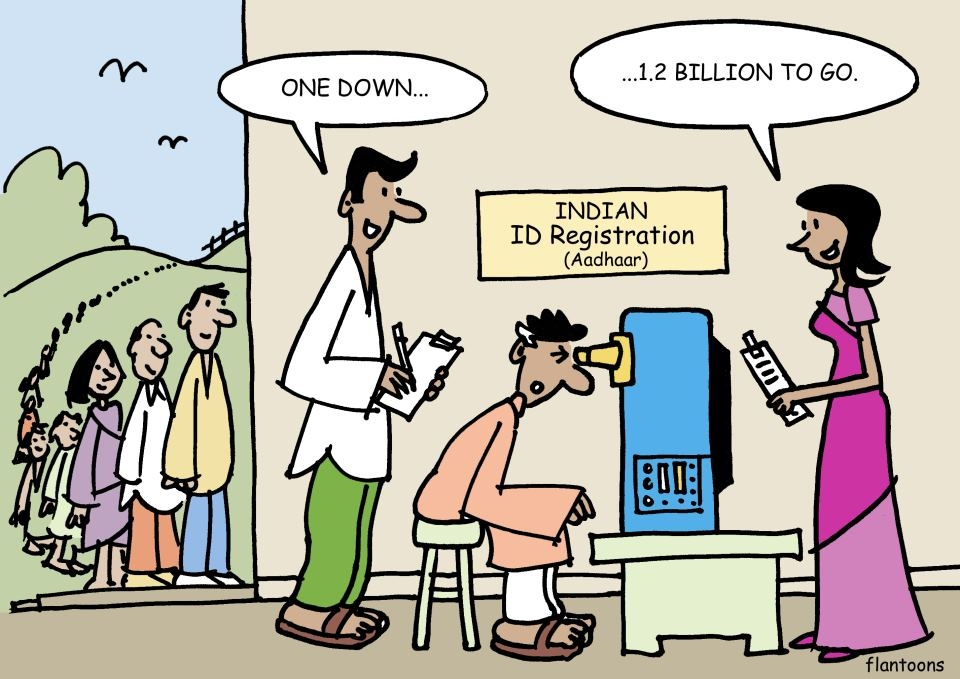 ONE DOWN...
...1.2 BILLION TO GO.
INDIAN
ID Registration
(Aadhaar)
flantoons